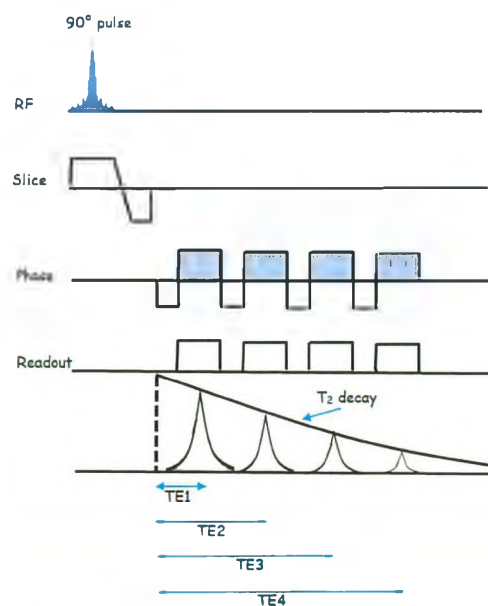 90° pulse
RF
Slice
Phase
Readout
T₂ decay
TE1
TE2
TE3
TE4